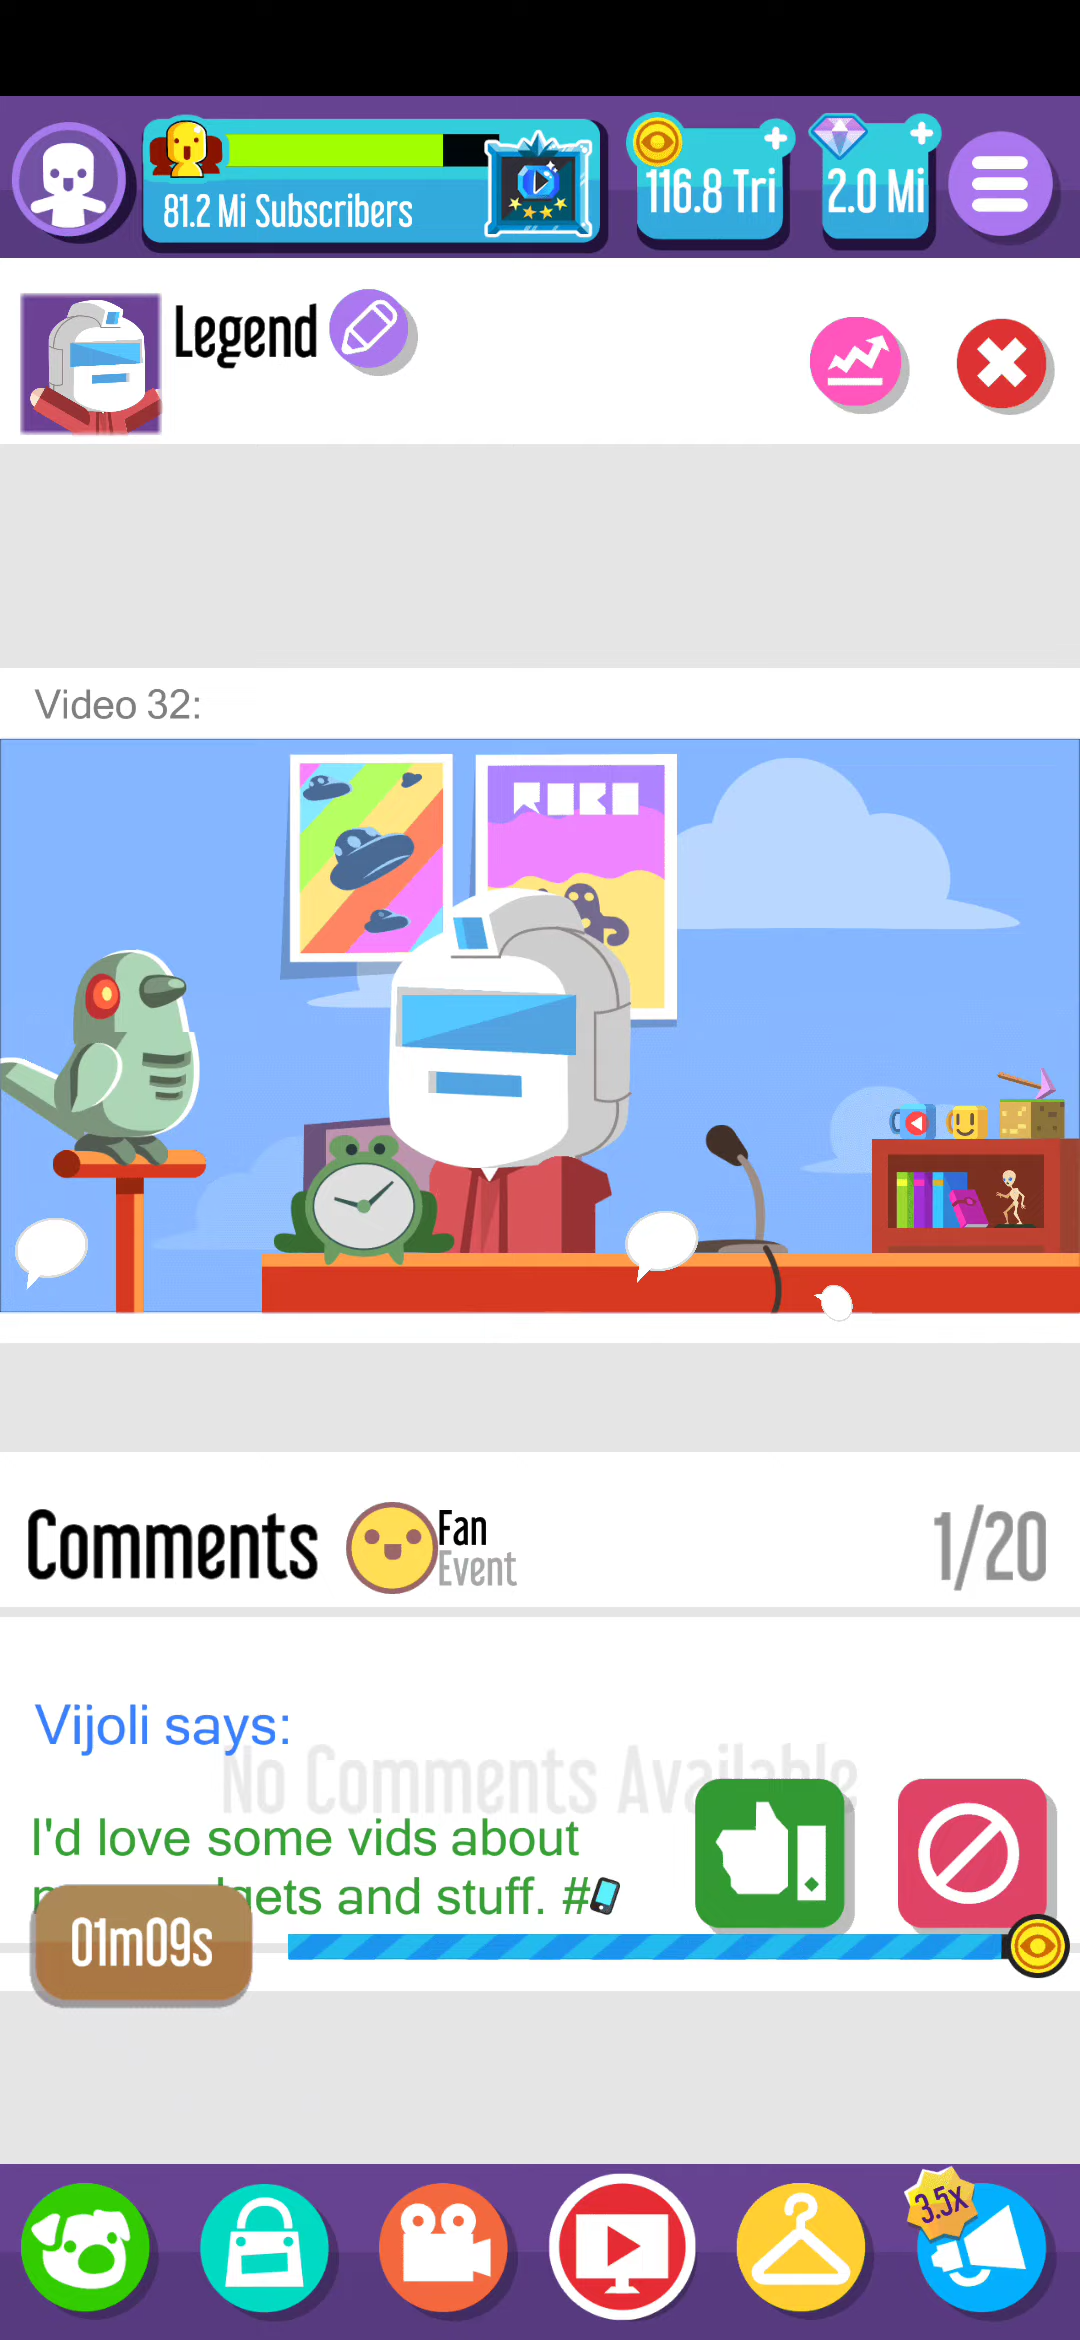 81.2 Mi Subscribers
116.8 Tri
2.0 Mi
Legend
Video 32:
Comments
Fan
Event
1/20
Vijoli says:
No Comments Available
I'd love some vids about
gets and stuff. #
01m09s
3.5x